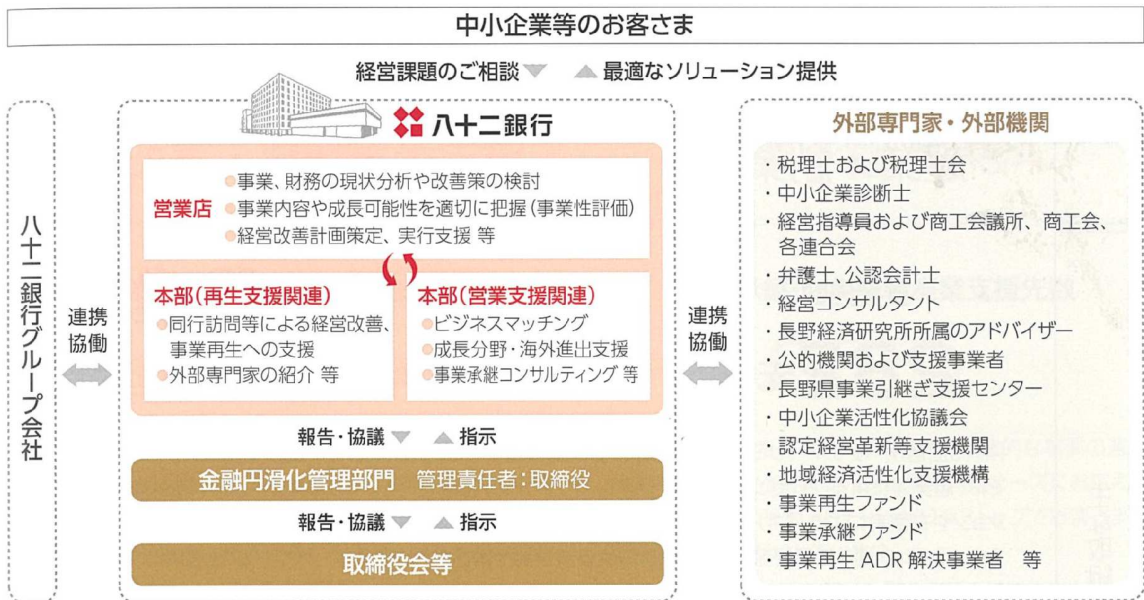 中小企業等のお客さま
経営課題のご相談▼ ▲最適なソリューション提供
八十二銀行グループ会社
連携
協働
八十二銀行
営業店
●事業、財務の現状分析や改善策の検討
●事業内容や成長可能性を適切に把握(事業性評価)
●経営改善計画策定、実行支援 等
本部(再生支援関連)
●同行訪問等による経営改善、
事業再生への支援
●外部専門家の紹介 等
本部(営業支援関連)
●ビジネスマッチング
●成長分野・海外進出支援
●事業承継コンサルティング 等
報告・協議▼ ▲指示
金融円滑化管理部門 管理責任者:取締役
報告・協議▼ ▲指示
取締役会等
連携
協働
外部専門家・外部機関
・税理士および税理士会
・中小企業診断士
・経営指導員および商工会議所、商工会、
各連合会
・弁護士、公認会計士
・経営コンサルタント
・長野経済研究所所属のアドバイザー
・公的機関および支援事業者
・長野県事業引継ぎ支援センター
・中小企業活性化協議会
・認定経営革新等支援機関
・地域経済活性化支援機構
・事業再生ファンド
・事業承継ファンド
・事業再生 ADR 解決事業者 等